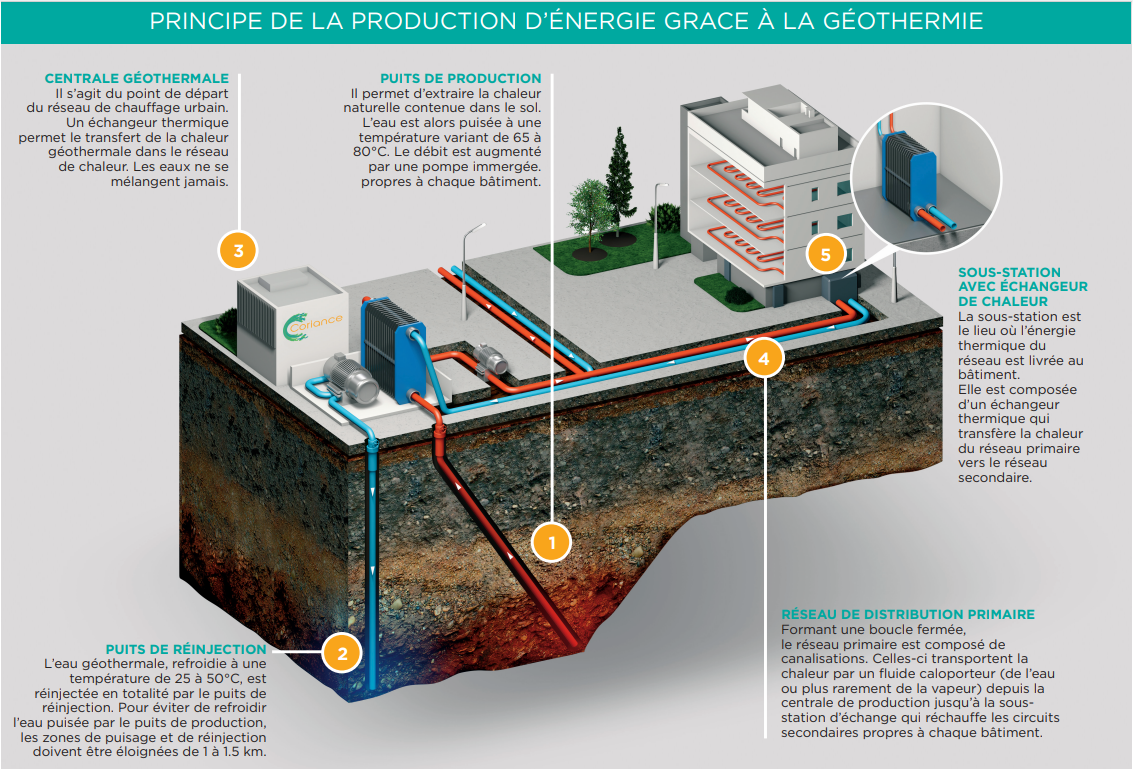 PRINCIPE DE LA PRODUCTION D'ÉNERGIE GRACE À LA GÉOTHERMIE
CENTRALE GÉOTHERMALE
Il s'agit du point de départ
du réseau de chauffage urbain.
Un échangeur thermique
permet le transfert de la chaleur
géothermale dans le réseau
de chaleur. Les eaux ne se
mélangent jamais.
3
PUITS DE PRODUCTION
Il permet d'extraire la chaleur
naturelle contenue dans le sol.
L'eau est alors puisée à une
température variant de 65 à
80°C. Le débit est augmenté
par une pompe immergée.
propres à chaque bâtiment.
5
SOUS-STATION
AVEC ÉCHANGEUR
DE CHALEUR
La sous-station est
le lieu où l'énergie
thermique du
réseau est livrée au
bâtiment.
Elle est composée
d'un échangeur
thermique qui
transfère la chaleur
du réseau primaire
vers le réseau
secondaire.
Coriance
4
1
PUITS DE RÉINJECTION
L'eau géothermale, refroidie à une
température de 25 à 50°C, est
réinjectée en totalité par le puits de
réinjection. Pour éviter de refroidir
l'eau puisée par le puits de production,
les zones de puisage et de réinjection
doivent être éloignées de 1 à 1.5 km.
2
RÉSEAU DE DISTRIBUTION PRIMAIRE
Formant une boucle fermée,
le réseau primaire est composé de
canalisations. Celles-ci transportent la
chaleur par un fluide caloporteur (de l'eau
ou plus rarement de la vapeur) depuis la
centrale de production jusqu'à la sous-
station d'échange qui réchauffe les circuits
secondaires propres à chaque bâtiment.